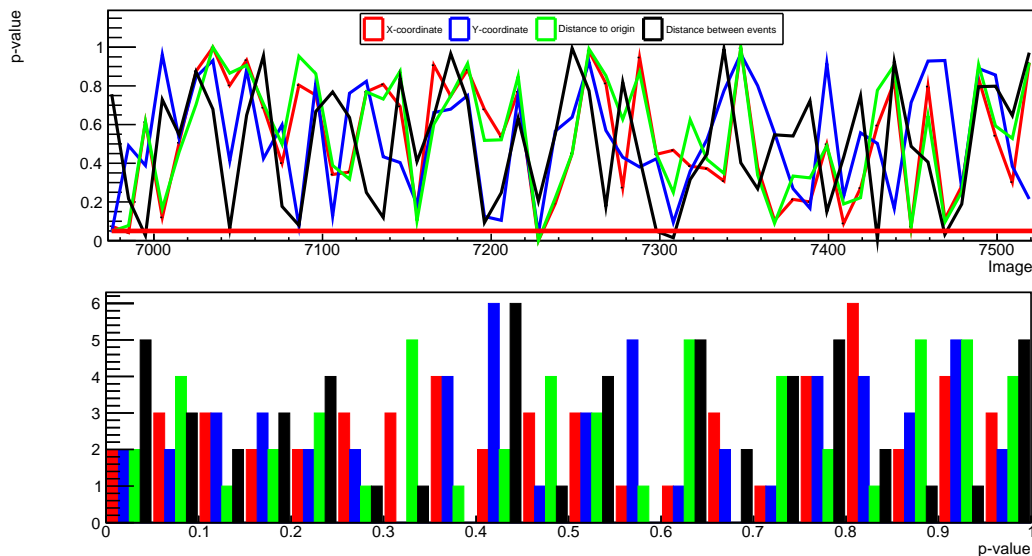 p-value
X-coordinate Y-coordinate Distance to origin Distance between events
1
0.8
0.6
0.4
0.2
0
7000 7100 7200 7300 7400 7500
Image
6
5
4
3
2
1
0
0 0.1 0.2 0.3 0.4 0.5 0.6 0.7 0.8 0.9 1
p-value